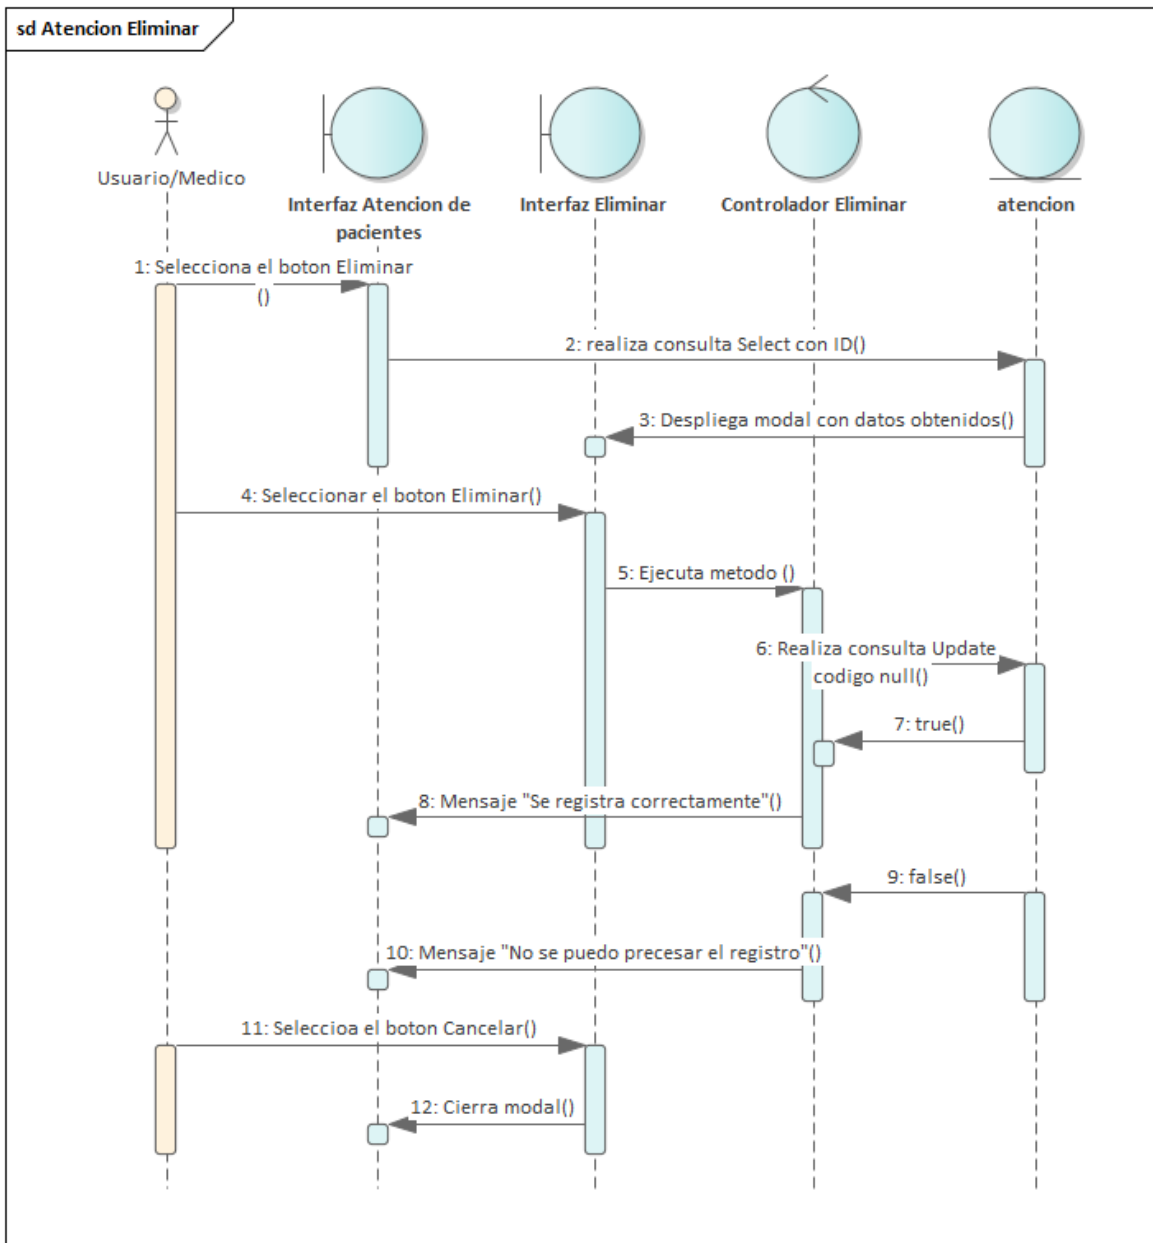 sd Atencion Eliminar
Usuario/Medico
Interfaz Atencion de
pacientes
Interfaz Eliminar
Controlador Eliminar
atencion
1: Selecciona el boton Eliminar
()
2: realiza consulta Select con ID()
3: Despliega modal con datos obtenidos()
4: Seleccionar el boton Eliminar()
5: Ejecuta metodo ()
6: Realiza consulta Update
codigo null()
7: true()
8: Mensaje "Se registra correctamente"()
9: false()
10: Mensaje "No se puedo precesar el registro"()
11: Seleccioa el boton Cancelar()
12: Cierra modal()